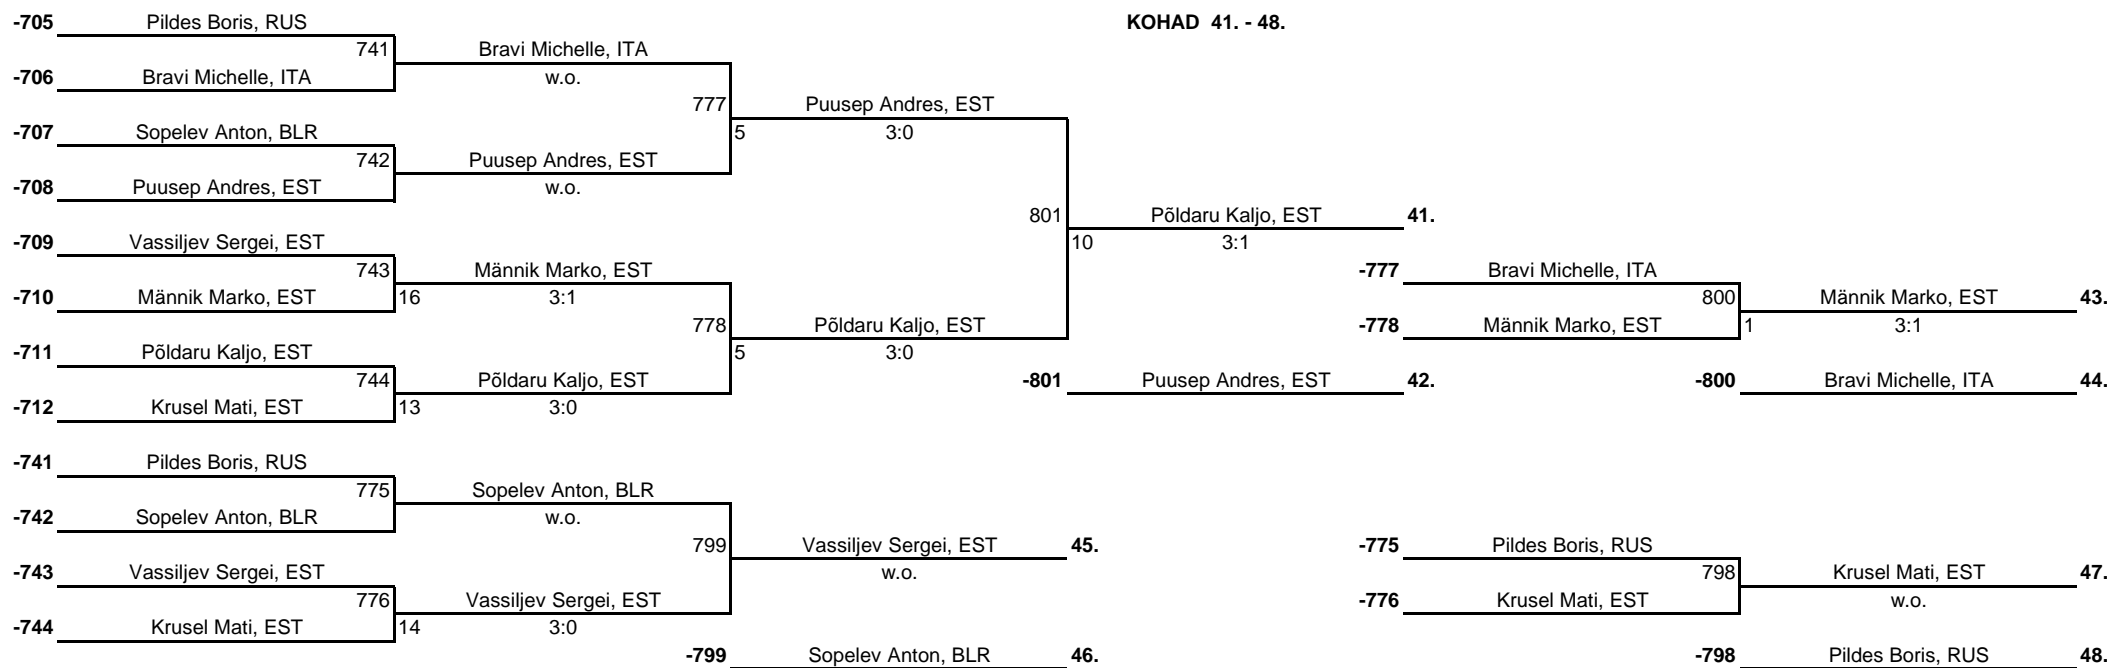 -705 Pildes Boris, RUS KOHAD 41. - 48.
741 Bravi Michelle, ITA
-706 Bravi Michelle, ITA w.o.
777 Puusep Andres, EST
-707 Sopelev Anton, BLR 5 3:0
742 Puusep Andres, EST
-708 Puusep Andres, EST w.o.
801 Põldaru Kaljo, EST 41.
-709 Vassiljev Sergei, EST 10 3:1
743 Männik Marko, EST -777 Bravi Michelle, ITA
-710 Männik Marko, EST 16 3:1 800 Männik Marko, EST 43.
778 Põldaru Kaljo, EST -778 Männik Marko, EST 1 3:1
-711 Põldaru Kaljo, EST 5 3:0
744 Põldaru Kaljo, EST -801 Puusep Andres, EST 42. -800 Bravi Michelle, ITA 44.
-712 Krusel Mati, EST 13 3:0
-741 Pildes Boris, RUS
775 Sopelev Anton, BLR
-742 Sopelev Anton, BLR w.o.
799 Vassiljev Sergei, EST 45. -775 Pildes Boris, RUS
-743 Vassiljev Sergei, EST w.o. 798 Krusel Mati, EST 47.
776 Vassiljev Sergei, EST -776 Krusel Mati, EST w.o.
-744 Krusel Mati, EST 14 3:0
-799 Sopelev Anton, BLR 46. -798 Pildes Boris, RUS 48.